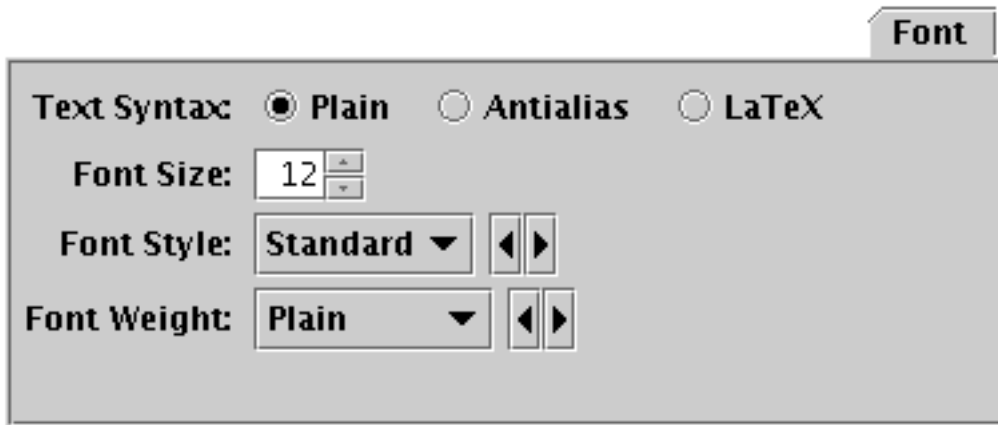 Font
Text Syntax: Plain Antialias LaTeX
Font Size: 12
Font Style: Standard
Font Weight: Plain